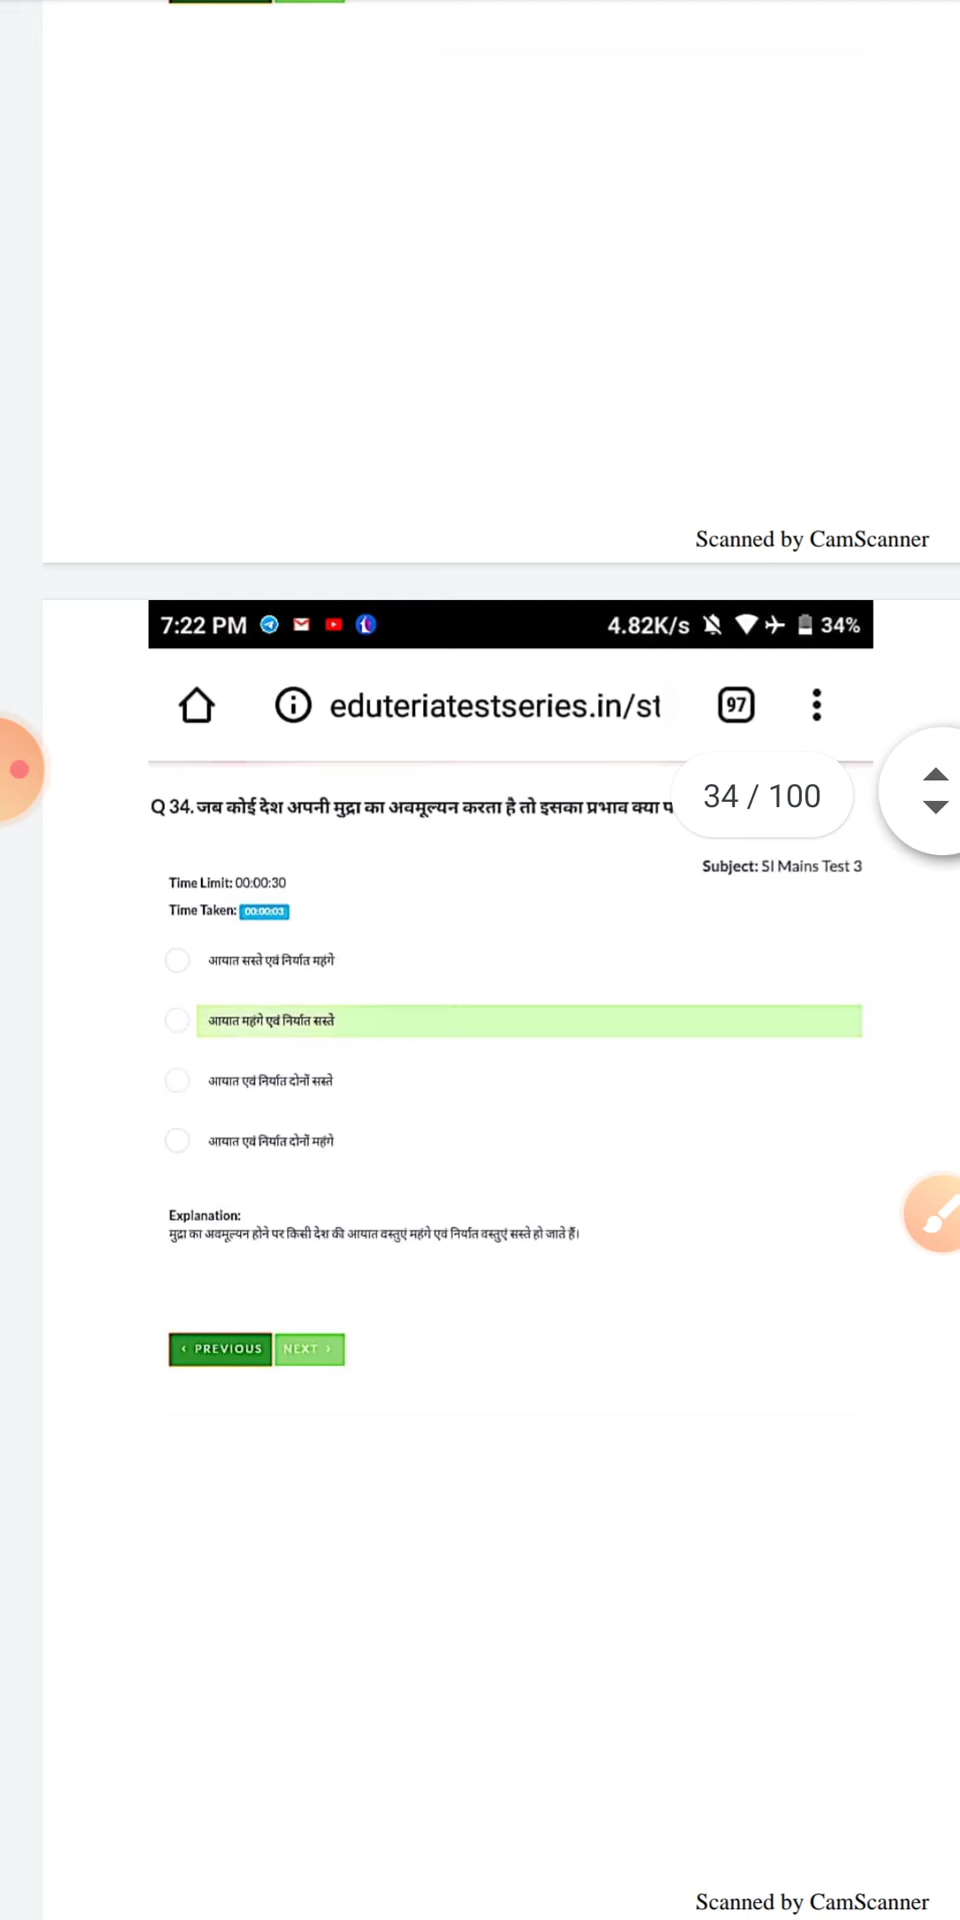 Scanned by CamScanner
7:22 PM 4.82K/s 34%
eduteriatestseries.in/st 97
Q 34. जब कोई देश अपनी मुद्रा का अवमूल्यन करता है तो इसका प्रभाव क्या प
34 / 100
Subject: SI Mains Test 3
Time Limit: 00:00:30
Time Taken: 00:00:03
आयात सस्ते एवं निर्यात महंगे
आयात महंगे एवं निर्यात सस्ते
आयात एवं निर्यात दोनों सस्ते
आयात एवं निर्यात दोनों महंगे
Explanation:
मुद्रा का अवमूल्यन होने पर किसी देश की आयात वस्तुएं महंगे एवं निर्यात वस्तुएं सस्ते हो जाते हैं।
‹ PREVIOUS NEXT ›
Scanned by CamScanner